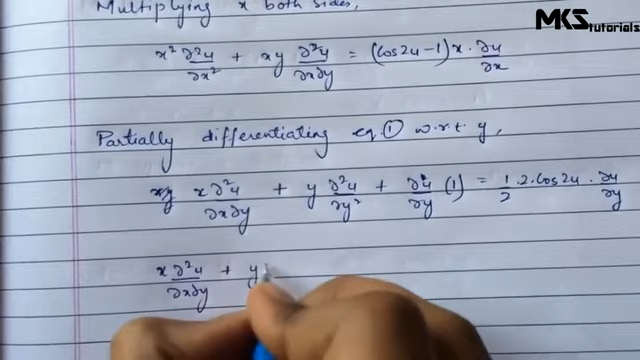 Multiplying x both sides,
MKS tutorials
x² ∂²u/∂x² + xy ∂²u/∂x∂y = (cos2u-1)x · ∂u/∂x
Partially differentiating eq.① w.r.t. y,
x ∂²u/∂x∂y + y ∂²u/∂y² + ∂u/∂y (1) = 1/2 · 2 · cos2u · ∂u/∂y
x ∂²u/∂x∂y + y